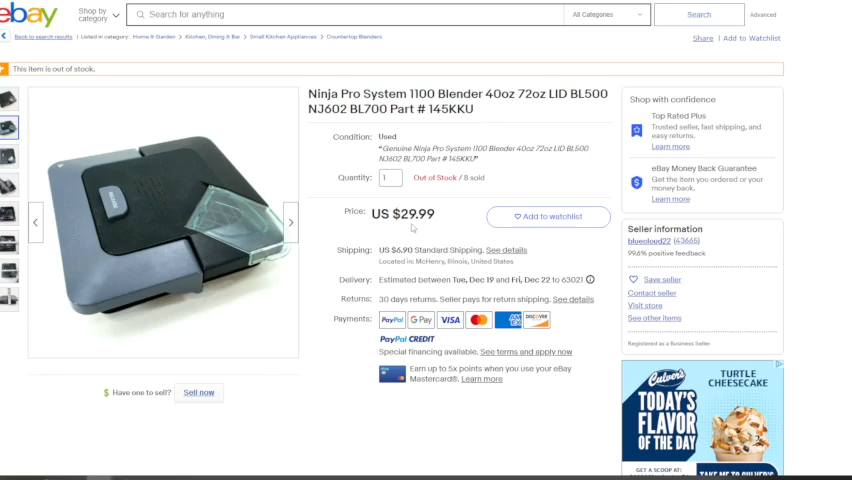 ebay
Shop by
category
Search for anything
All Categories
Search
Advanced
Back to search results | Listed in category: Home & Garden > Kitchen, Dining & Bar > Small Kitchen Appliances > Countertop Blenders
Share | Add to Watchlist
This item is out of stock.
Ninja Pro System 1100 Blender 40oz 72oz LID BL500
NJ602 BL700 Part # 145KKU
Condition: Used
"Genuine Ninja Pro System 1100 Blender 40oz 72oz LID BL500
NJ602 BL700 Part # 145KKU"
Quantity: 1 Out of Stock / 8 sold
Price: US $29.99
Add to watchlist
Shipping: US $6.90 Standard Shipping. See details
Located in: McHenry, Illinois, United States
Delivery: Estimated between Tue, Dec 19 and Fri, Dec 22 to 63021
Returns: 30 days returns. Seller pays for return shipping. See details
Payments: PayPal G Pay VISA DISCOVER
PayPal CREDIT
Special financing available. See terms and apply now
Earn up to 5x points when you use your eBay
Mastercard®. Learn more
$ Have one to sell? Sell now
Shop with confidence
Top Rated Plus
Trusted seller, fast shipping, and
easy returns.
Learn more
eBay Money Back Guarantee
Get the item you ordered or your
money back.
Learn more
Seller information
bluecloud22 (43665)
99.6% positive feedback
Save seller
Contact seller
Visit store
See other items
Registered as a Business Seller
Culver's
TODAY'S
FLAVOR
OF THE DAY
GET A SCOOP AT:
TURTLE
CHEESECAKE
TAKE ME TO CULVER'S